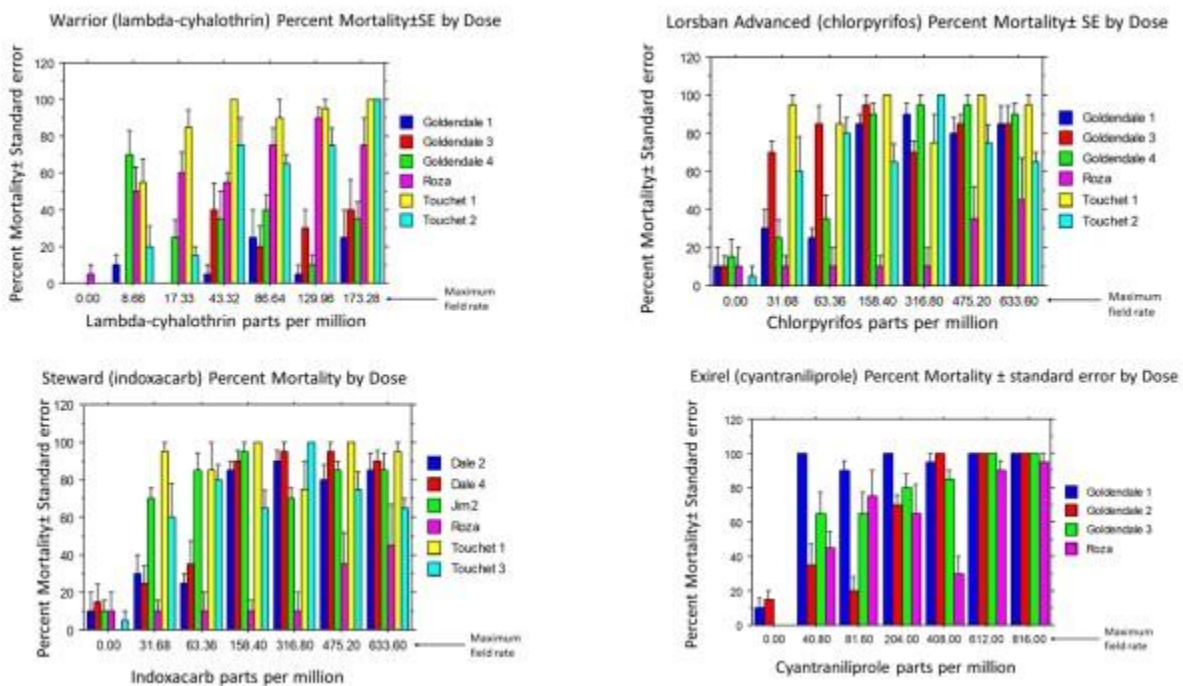 Warrior (lambda-cyhalothrin) Percent Mortality±SE by Dose
Percent Mortality± Standard error
120
100
80
60
40
20
0
0.00 8.66 17.33 43.32 86.64 129.96 173.28
Lambda-cyhalothrin parts per million
Maximum
field rate
Goldendale 1
Goldendale 3
Goldendale 4
Roza
Touchet 1
Touchet 2
Lorsban Advanced (chlorpyrifos) Percent Mortality± SE by Dose
Percent Mortality± Standard error
120
100
80
60
40
20
0
0.00 31.68 63.36 158.40 316.80 475.20 633.60
Chlorpyrifos parts per million
Maximum
field rate
Goldendale 1
Goldendale 3
Goldendale 4
Roza
Touchet 1
Touchet 2
Steward (indoxacarb) Percent Mortality by Dose
Percent Mortality± Standard error
120
100
80
60
40
20
0
0.00 31.68 63.36 158.40 316.80 475.20 633.60
Indoxacarb parts per million
Maximum
field rate
Dale 2
Dale 4
Jim2
Roza
Touchet 1
Touchet 3
Exirel (cyantraniliprole) Percent Mortality ± standard error by Dose
Percent Mortality± Standard error
120
100
80
60
40
20
0
0.00 40.80 81.60 204.00 408.00 612.00 816.00
Cyantraniliprole parts per million
Maximum
field rate
Goldendale 1
Goldendale 2
Goldendale 3
Roza